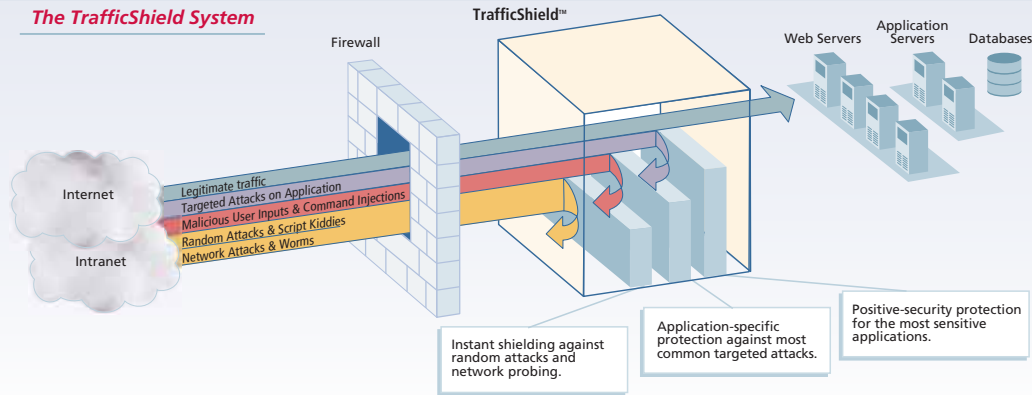 The TrafficShield System
TrafficShield™
Firewall
Web Servers
Application
Servers
Databases
Internet
Intranet
Legitimate traffic
Targeted Attacks on Application
Malicious User Inputs & Command Injections
Random Attacks & Script Kiddies
Network Attacks & Worms
Instant shielding against
random attacks and
network probing.
Application-specific
protection against most
common targeted attacks.
Positive-security protection
for the most sensitive
applications.